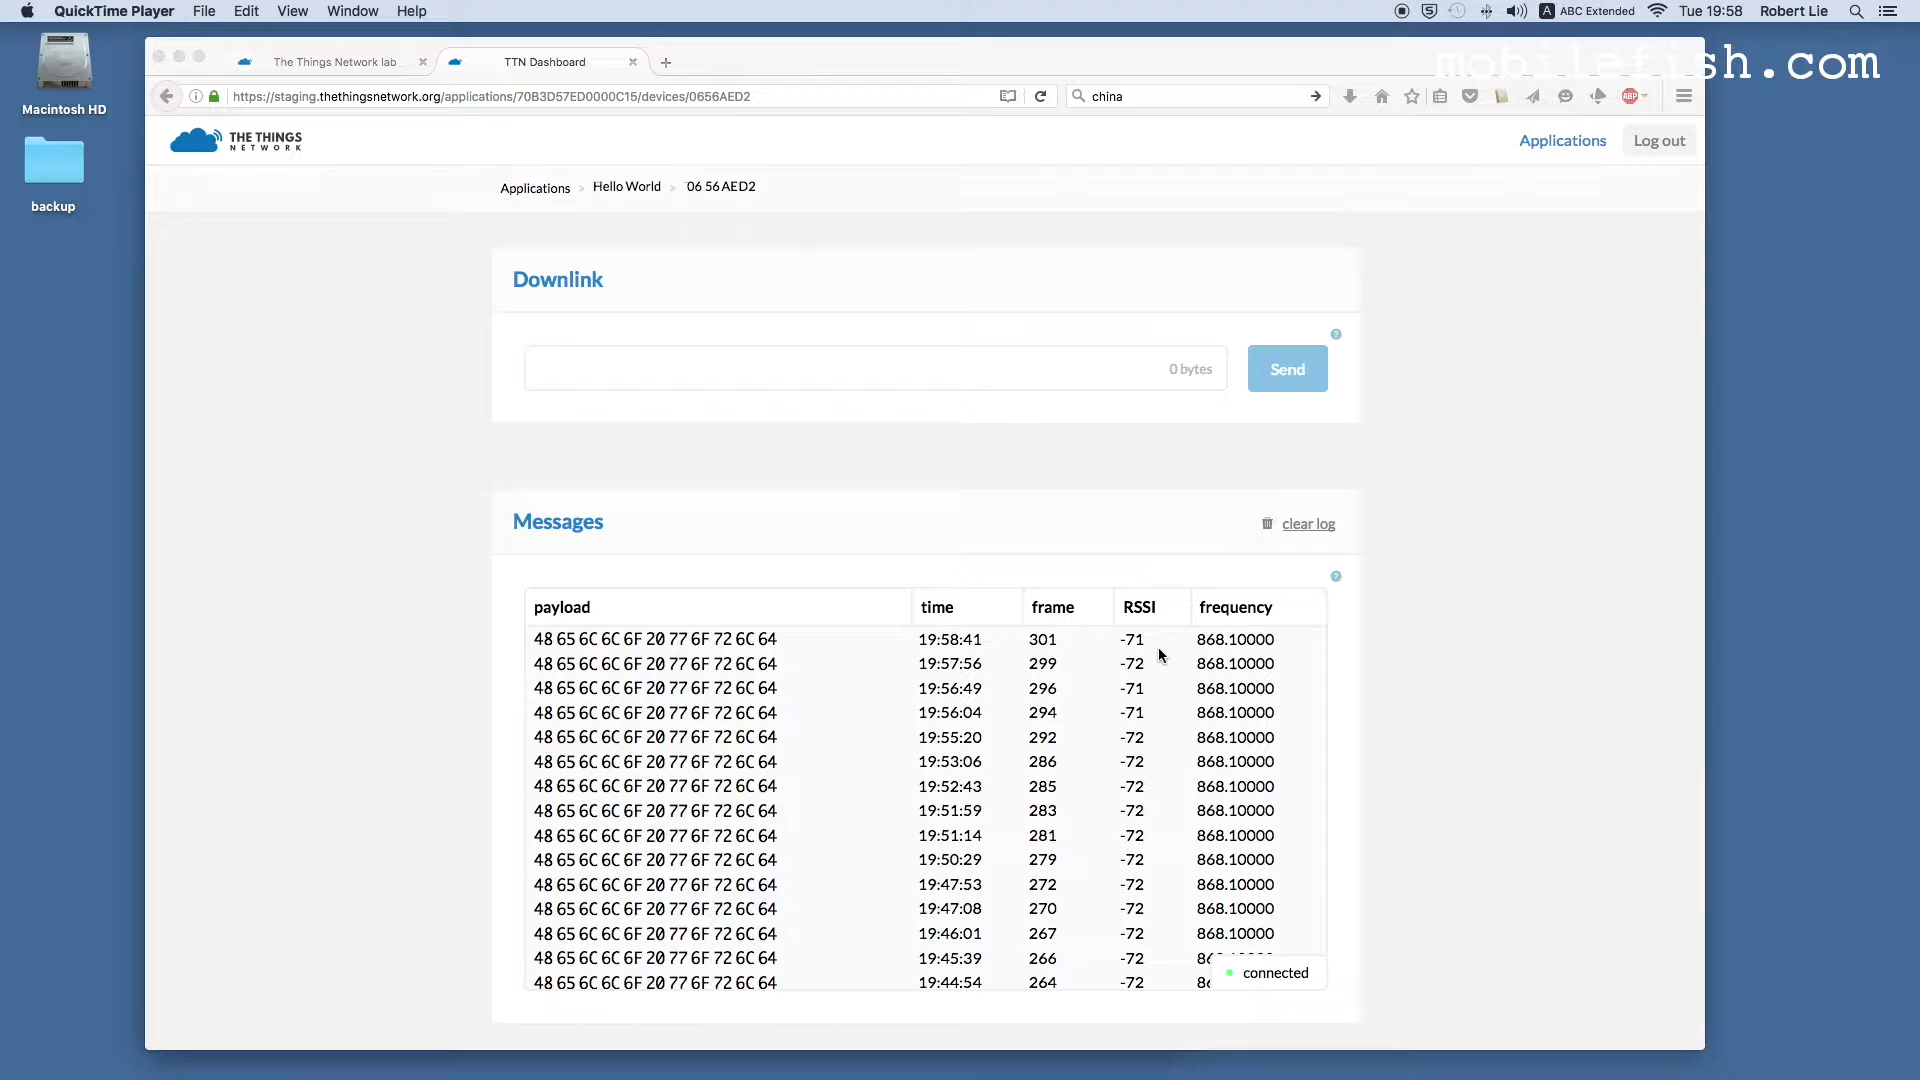 QuickTime Player File Edit View Window Help ABC Extended Tue 19:58 Robert Lie
mobilefish.com
Macintosh HD
backup
The Things Network lab TTN Dashboard
https://staging.thethingsnetwork.org/applications/70B3D57ED0000C15/devices/0656AED2 china ABP
THE THINGS
NETWORK
Applications Log out
Applications > Hello World > 06 56 AED2
Downlink
0 bytes Send
Messages clear log
payload time frame RSSI frequency
48 65 6C 6C 6F 20 77 6F 72 6C 64 19:58:41 301 -71 868.10000
48 65 6C 6C 6F 20 77 6F 72 6C 64 19:57:56 299 -72 868.10000
48 65 6C 6C 6F 20 77 6F 72 6C 64 19:56:49 296 -71 868.10000
48 65 6C 6C 6F 20 77 6F 72 6C 64 19:56:04 294 -71 868.10000
48 65 6C 6C 6F 20 77 6F 72 6C 64 19:55:20 292 -72 868.10000
48 65 6C 6C 6F 20 77 6F 72 6C 64 19:53:06 286 -72 868.10000
48 65 6C 6C 6F 20 77 6F 72 6C 64 19:52:43 285 -72 868.10000
48 65 6C 6C 6F 20 77 6F 72 6C 64 19:51:59 283 -72 868.10000
48 65 6C 6C 6F 20 77 6F 72 6C 64 19:51:14 281 -72 868.10000
48 65 6C 6C 6F 20 77 6F 72 6C 64 19:50:29 279 -72 868.10000
48 65 6C 6C 6F 20 77 6F 72 6C 64 19:47:53 272 -72 868.10000
48 65 6C 6C 6F 20 77 6F 72 6C 64 19:47:08 270 -72 868.10000
48 65 6C 6C 6F 20 77 6F 72 6C 64 19:46:01 267 -72 868.10000
48 65 6C 6C 6F 20 77 6F 72 6C 64 19:45:39 266 -72
connected
48 65 6C 6C 6F 20 77 6F 72 6C 64 19:44:54 264 -72